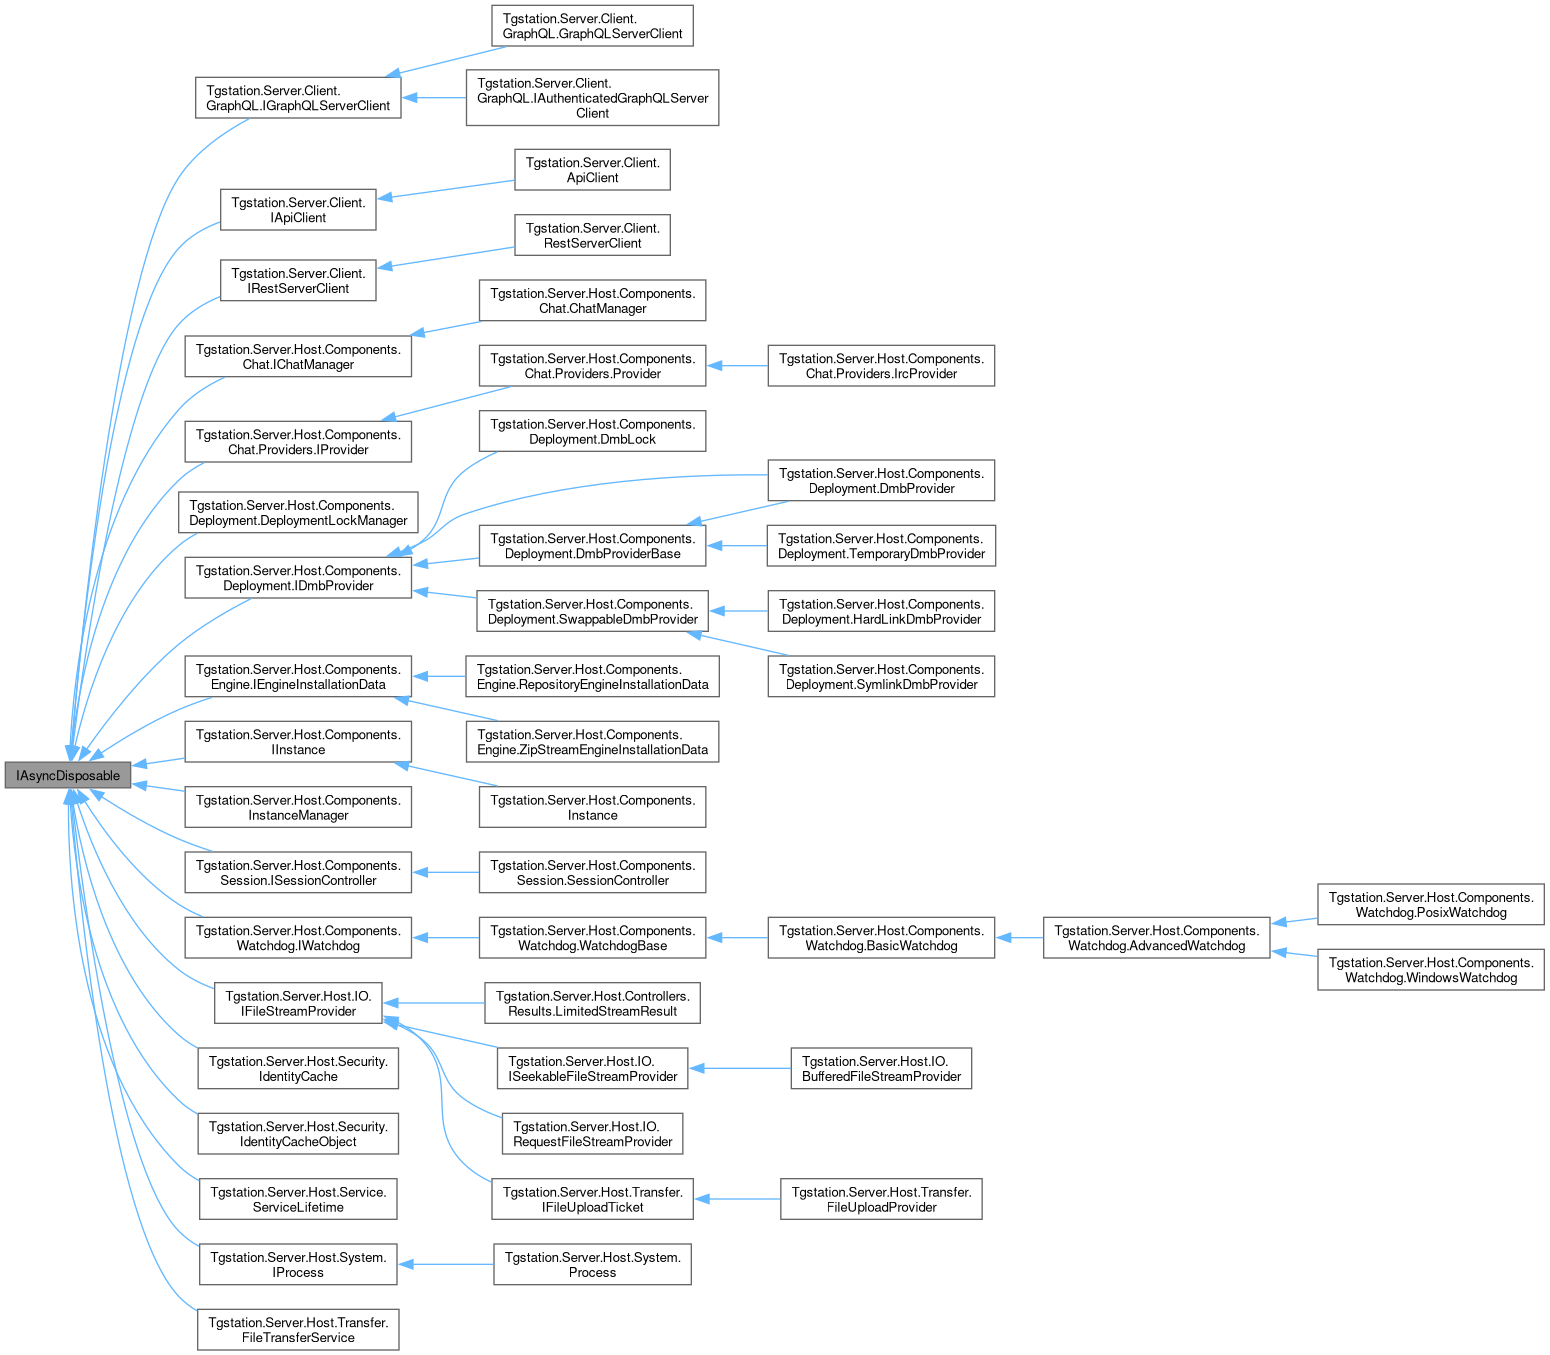 Tgstation.Server.Client.
GraphQL.GraphQLServerClient
Tgstation.Server.Client.
GraphQL.IGraphQLServerClient
Tgstation.Server.Client.
GraphQL.IAuthenticatedGraphQLServer
Client
Tgstation.Server.Client.
ApiClient
Tgstation.Server.Client.
IApiClient
Tgstation.Server.Client.
RestServerClient
Tgstation.Server.Client.
IRestServerClient
Tgstation.Server.Host.Components.
Chat.ChatManager
Tgstation.Server.Host.Components.
Chat.IChatManager
Tgstation.Server.Host.Components.
Chat.Providers.Provider
Tgstation.Server.Host.Components.
Chat.Providers.IrcProvider
Tgstation.Server.Host.Components.
Chat.Providers.IProvider
Tgstation.Server.Host.Components.
Deployment.DmbLock
Tgstation.Server.Host.Components.
Deployment.DmbProvider
Tgstation.Server.Host.Components.
Deployment.DeploymentLockManager
Tgstation.Server.Host.Components.
Deployment.DmbProviderBase
Tgstation.Server.Host.Components.
Deployment.TemporaryDmbProvider
Tgstation.Server.Host.Components.
Deployment.IDmbProvider
Tgstation.Server.Host.Components.
Deployment.SwappableDmbProvider
Tgstation.Server.Host.Components.
Deployment.HardLinkDmbProvider
Tgstation.Server.Host.Components.
Deployment.SymlinkDmbProvider
Tgstation.Server.Host.Components.
Engine.IEngineInstallationData
Tgstation.Server.Host.Components.
Engine.RepositoryEngineInstallationData
Tgstation.Server.Host.Components.
Engine.ZipStreamEngineInstallationData
Tgstation.Server.Host.Components.
IInstance
IAsyncDisposable
Tgstation.Server.Host.Components.
InstanceManager
Tgstation.Server.Host.Components.
Instance
Tgstation.Server.Host.Components.
Session.ISessionController
Tgstation.Server.Host.Components.
Session.SessionController
Tgstation.Server.Host.Components.
Watchdog.IWatchdog
Tgstation.Server.Host.Components.
Watchdog.WatchdogBase
Tgstation.Server.Host.Components.
Watchdog.BasicWatchdog
Tgstation.Server.Host.Components.
Watchdog.AdvancedWatchdog
Tgstation.Server.Host.Components.
Watchdog.PosixWatchdog
Tgstation.Server.Host.Components.
Watchdog.WindowsWatchdog
Tgstation.Server.Host.IO.
IFileStreamProvider
Tgstation.Server.Host.Controllers.
Results.LimitedStreamResult
Tgstation.Server.Host.IO.
ISeekableFileStreamProvider
Tgstation.Server.Host.IO.
BufferedFileStreamProvider
Tgstation.Server.Host.Security.
IdentityCache
Tgstation.Server.Host.IO.
RequestFileStreamProvider
Tgstation.Server.Host.Security.
IdentityCacheObject
Tgstation.Server.Host.Transfer.
IFileUploadTicket
Tgstation.Server.Host.Transfer.
FileUploadProvider
Tgstation.Server.Host.Service.
ServiceLifetime
Tgstation.Server.Host.System.
IProcess
Tgstation.Server.Host.System.
Process
Tgstation.Server.Host.Transfer.
FileTransferService